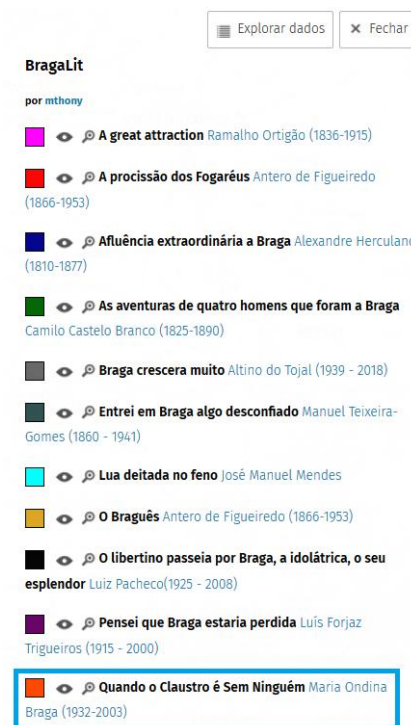 Explorar dados
Fechar
BragaLit
por mthony
A great attraction Ramalho Ortigão (1836-1915)
A procissão dos Fogaréus Antero de Figueiredo
(1866-1953)
Afluência extraordinária a Braga Alexandre Herculano
(1810-1877)
As aventuras de quatro homens que foram a Braga
Camilo Castelo Branco (1825-1890)
Braga crescera muito Altino do Tojal (1939 - 2018)
Entrei em Braga algo desconfiado Manuel Teixeira-
Gomes (1860 - 1941)
Lua deitada no feno José Manuel Mendes
O Braguês Antero de Figueiredo (1866-1953)
O libertino passeia por Braga, a idolátrica, o seu
esplendor Luiz Pacheco(1925 - 2008)
Pensei que Braga estaria perdida Luís Forjaz
Trigueiros (1915 - 2000)
Quando o Claustro é Sem Ninguém Maria Ondina
Braga (1932-2003)